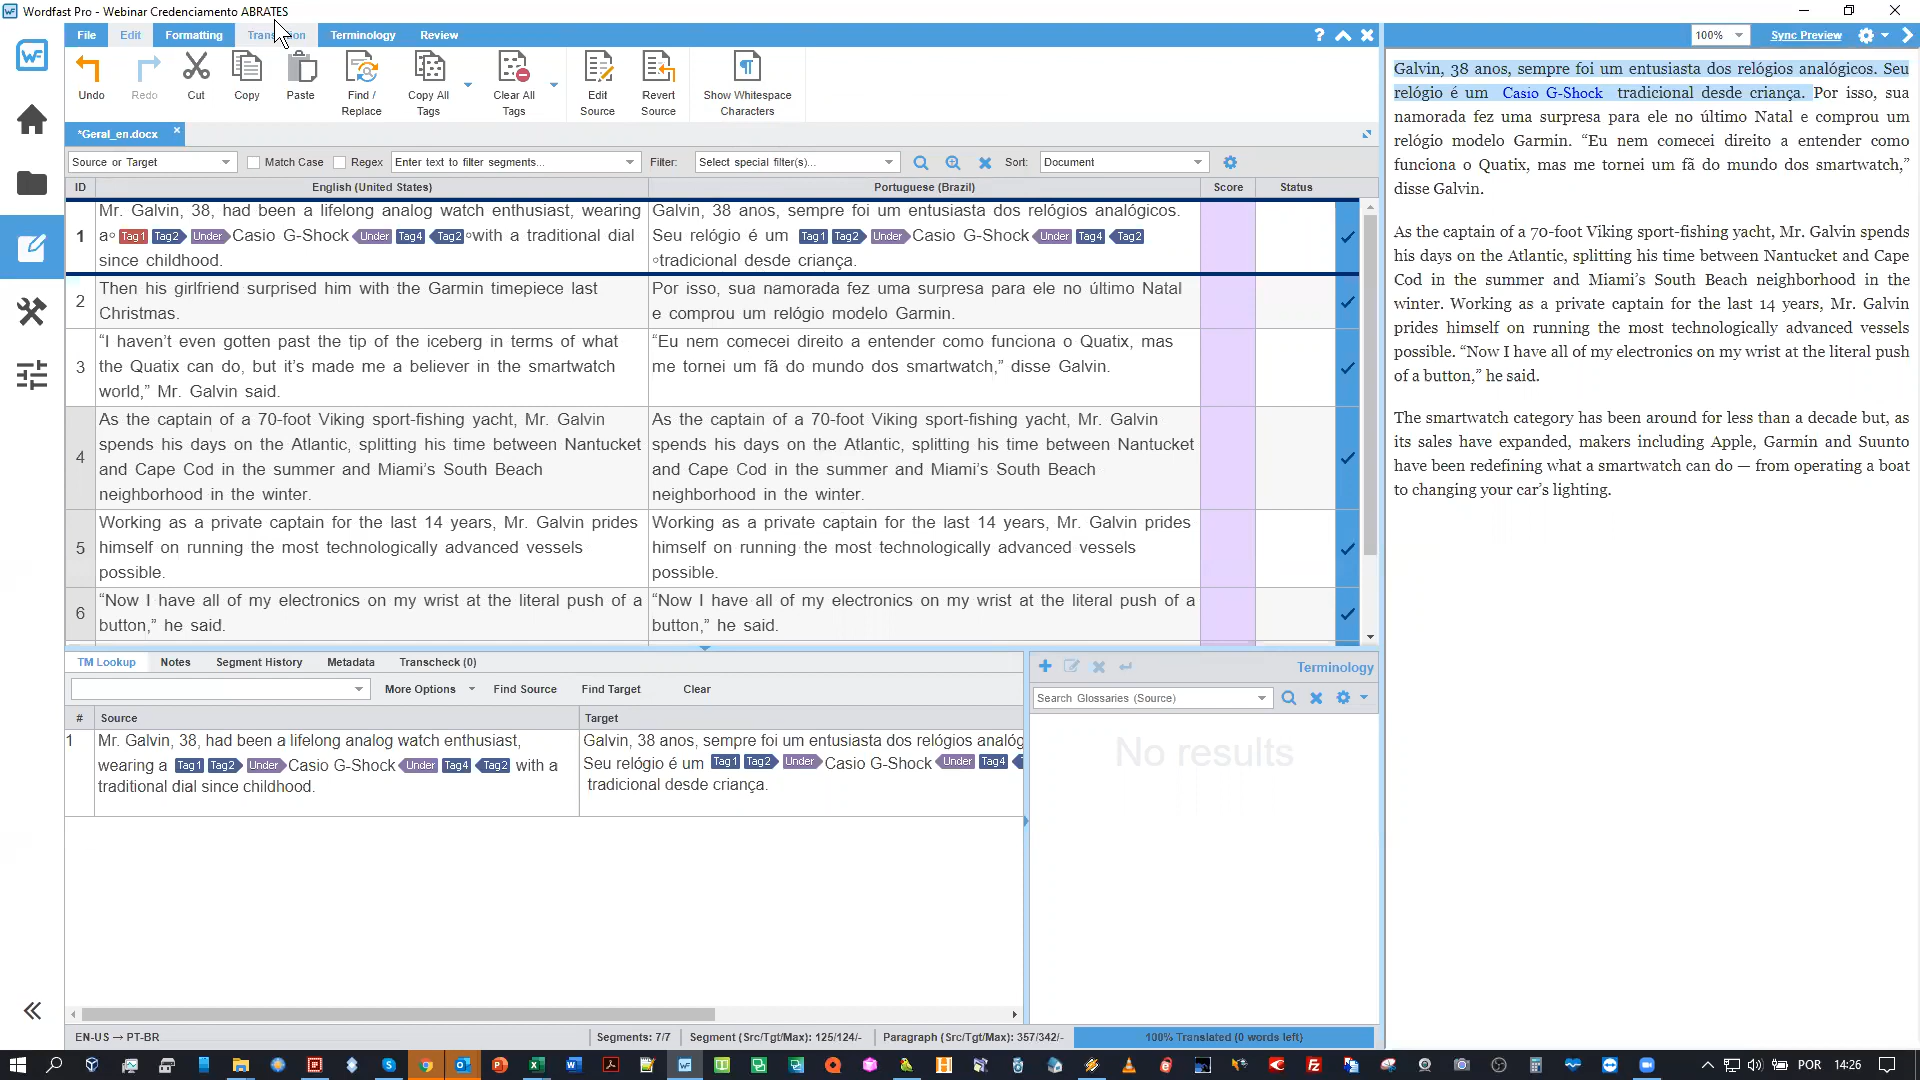 Wordfast Pro - Webinar Credenciamento ABRATES
File Edit Formatting Translation Terminology Review
Undo Redo Cut Copy Paste Find / Replace Copy All Tags Clear All Tags Edit Source Revert Source Show Whitespace Characters
*Geral_en.docx
Source or Target Match Case Regex Enter text to filter segments... Filter: Select special filter(s)... Sort: Document
ID English (United States) Portuguese (Brazil) Score Status
1
Mr. Galvin, 38, had been a lifelong analog watch enthusiast, wearing
a Tag1 Tag2 Under Casio G-Shock Under Tag4 Tag2 with a traditional dial
since childhood.
Galvin, 38 anos, sempre foi um entusiasta dos relógios analógicos.
Seu relógio é um Tag1 Tag2 Under Casio G-Shock Under Tag4 Tag2
tradicional desde criança.
2
Then his girlfriend surprised him with the Garmin timepiece last
Christmas.
Por isso, sua namorada fez uma surpresa para ele no último Natal
e comprou um relógio modelo Garmin.
3
“I haven’t even gotten past the tip of the iceberg in terms of what
the Quatix can do, but it’s made me a believer in the smartwatch
world,” Mr. Galvin said.
“Eu nem comecei direito a entender como funciona o Quatix, mas
me tornei um fã do mundo dos smartwatch,” disse Galvin.
4
As the captain of a 70-foot Viking sport-fishing yacht, Mr. Galvin
spends his days on the Atlantic, splitting his time between Nantucket
and Cape Cod in the summer and Miami’s South Beach
neighborhood in the winter.
As the captain of a 70-foot Viking sport-fishing yacht, Mr. Galvin
spends his days on the Atlantic, splitting his time between Nantucket
and Cape Cod in the summer and Miami’s South Beach
neighborhood in the winter.
5
Working as a private captain for the last 14 years, Mr. Galvin prides
himself on running the most technologically advanced vessels
possible.
Working as a private captain for the last 14 years, Mr. Galvin prides
himself on running the most technologically advanced vessels
possible.
6
“Now I have all of my electronics on my wrist at the literal push of a
button,” he said.
“Now I have all of my electronics on my wrist at the literal push of a
button,” he said.
TM Lookup Notes Segment History Metadata Transcheck (0)
More Options Find Source Find Target Clear
# Source Target
1
Mr. Galvin, 38, had been a lifelong analog watch enthusiast,
wearing a Tag1 Tag2 Under Casio G-Shock Under Tag4 Tag2 with a
traditional dial since childhood.
Galvin, 38 anos, sempre foi um entusiasta dos relógios analóg
Seu relógio é um Tag1 Tag2 Under Casio G-Shock Under Tag4
tradicional desde criança.
Terminology
Search Glossaries (Source)
No results
EN-US → PT-BR Segments: 7/7 Segment (Src/Tgt/Max): 125/124/- Paragraph (Src/Tgt/Max): 357/342/- 100% Translated (0 words left)
100% Sync Preview
Galvin, 38 anos, sempre foi um entusiasta dos relógios analógicos. Seu
relógio é um Casio G-Shock tradicional desde criança. Por isso, sua
namorada fez uma surpresa para ele no último Natal e comprou um
relógio modelo Garmin. “Eu nem comecei direito a entender como
funciona o Quatix, mas me tornei um fã do mundo dos smartwatch,”
disse Galvin.
As the captain of a 70-foot Viking sport-fishing yacht, Mr. Galvin spends
his days on the Atlantic, splitting his time between Nantucket and Cape
Cod in the summer and Miami’s South Beach neighborhood in the
winter. Working as a private captain for the last 14 years, Mr. Galvin
prides himself on running the most technologically advanced vessels
possible. “Now I have all of my electronics on my wrist at the literal push
of a button,” he said.
The smartwatch category has been around for less than a decade but, as
its sales have expanded, makers including Apple, Garmin and Suunto
have been redefining what a smartwatch can do — from operating a boat
to changing your car’s lighting.
POR 14:26